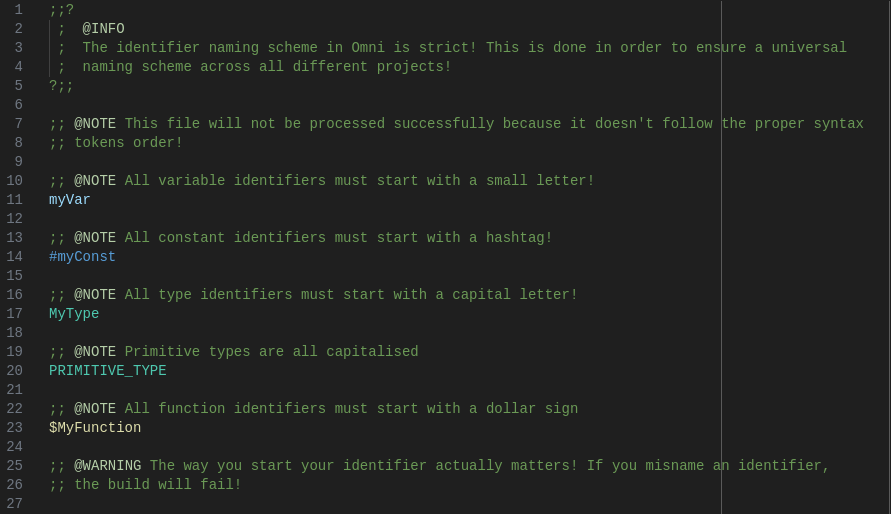 1 ;;?
2 ; @INFO
3 ; The identifier naming scheme in Omni is strict! This is done in order to ensure a universal
4 ; naming scheme across all different projects!
5 ?;;
6
7 ;; @NOTE This file will not be processed successfully because it doesn't follow the proper syntax
8 ;; tokens order!
9
10 ;; @NOTE All variable identifiers must start with a small letter!
11 myVar
12
13 ;; @NOTE All constant identifiers must start with a hashtag!
14 #myConst
15
16 ;; @NOTE All type identifiers must start with a capital letter!
17 MyType
18
19 ;; @NOTE Primitive types are all capitalised
20 PRIMITIVE_TYPE
21
22 ;; @NOTE All function identifiers must start with a dollar sign
23 $MyFunction
24
25 ;; @WARNING The way you start your identifier actually matters! If you misname an identifier,
26 ;; the build will fail!
27